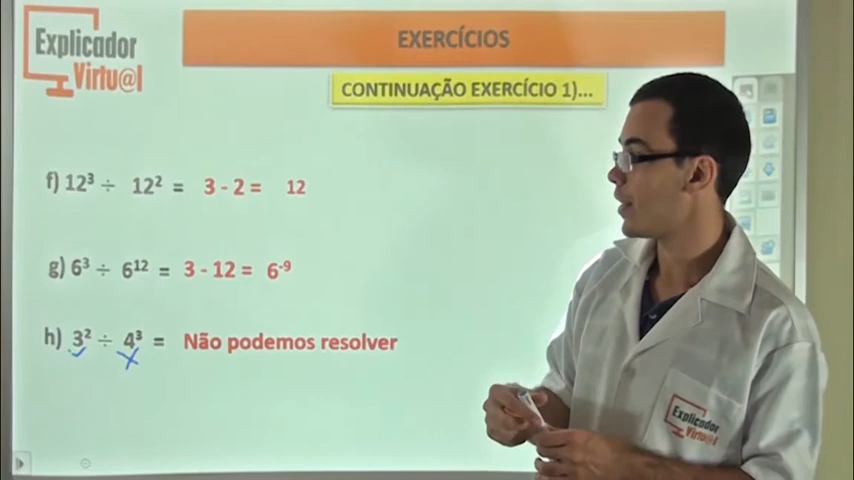 Explicador
Virtu@l
EXERCÍCIOS
CONTINUAÇÃO EXERCÍCIO 1)...
f) 12³ ÷ 12² = 3 - 2 = 12
g) 6³ ÷ 6¹² = 3 - 12 = 6⁻⁹
h) 3² ÷ 4³ = Não podemos resolver
Explicador
Virtu@l